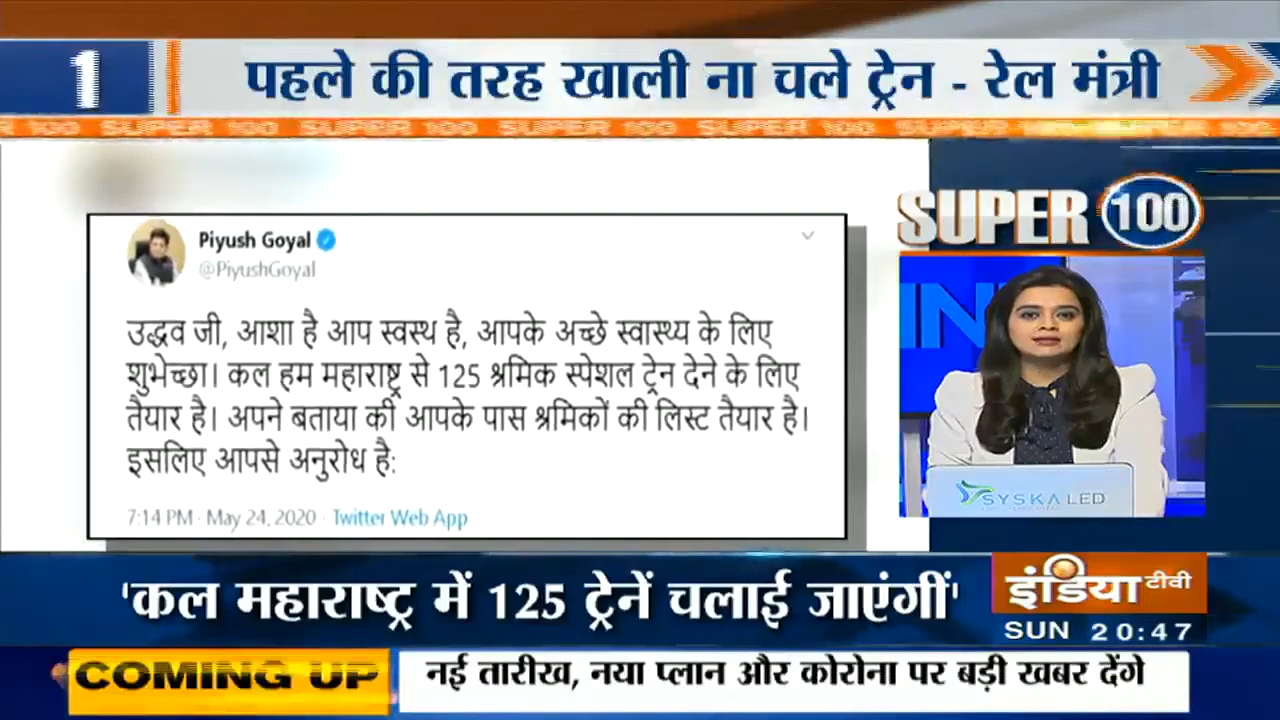 1
पहले की तरह खाली ना चले ट्रेन - रेल मंत्री
SUPER 100 SUPER 100 SUPER 100 SUPER 100 SUPER 100
SUPER 100
Piyush Goyal
@PiyushGoyal
उद्धव जी, आशा है आप स्वस्थ है, आपके अच्छे स्वास्थ्य के लिए
शुभेच्छा। कल हम महाराष्ट्र से 125 श्रमिक स्पेशल ट्रेन देने के लिए
तैयार है। अपने बताया की आपके पास श्रमिकों की लिस्ट तैयार है।
इसलिए आपसे अनुरोध है:
7:14 PM · May 24, 2020 · Twitter Web App
IN
SYSKA LED
'कल महाराष्ट्र में 125 ट्रेनें चलाई जाएंगीं'
इंडिया टीवी
SUN 20:47
COMING UP
नई तारीख, नया प्लान और कोरोना पर बड़ी खबर देंगे